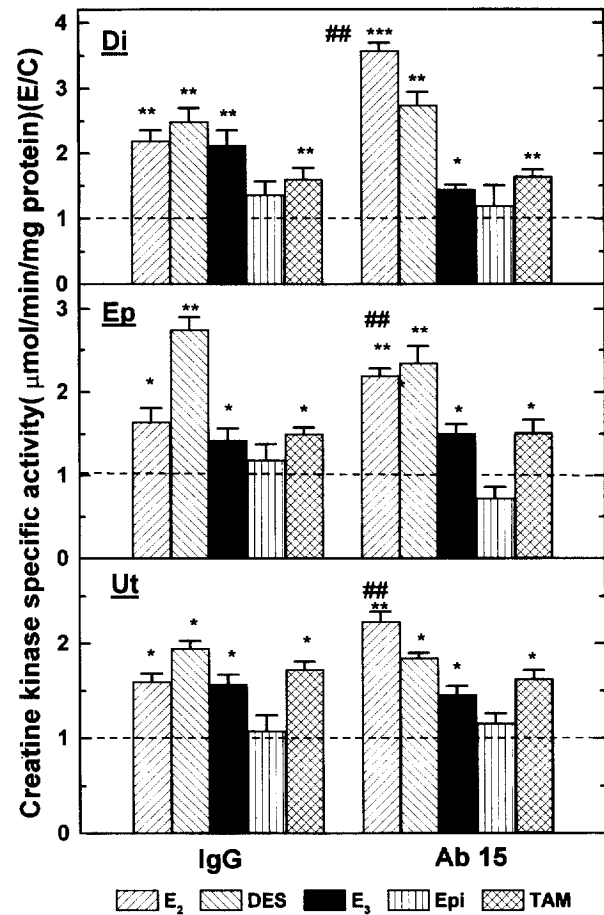 Creatine kinase specific activity( µmol/min/mg protein)(E/C)
Di
4
3
2
1
0
** ** ** **
## *** ** * **
Ep
3
2
1
0
* ** * *
## ** ** * *
*
Ut
2
1
0
* * * *
## ** * * *
IgG Ab 15
E₂ DES E₃ Epi TAM